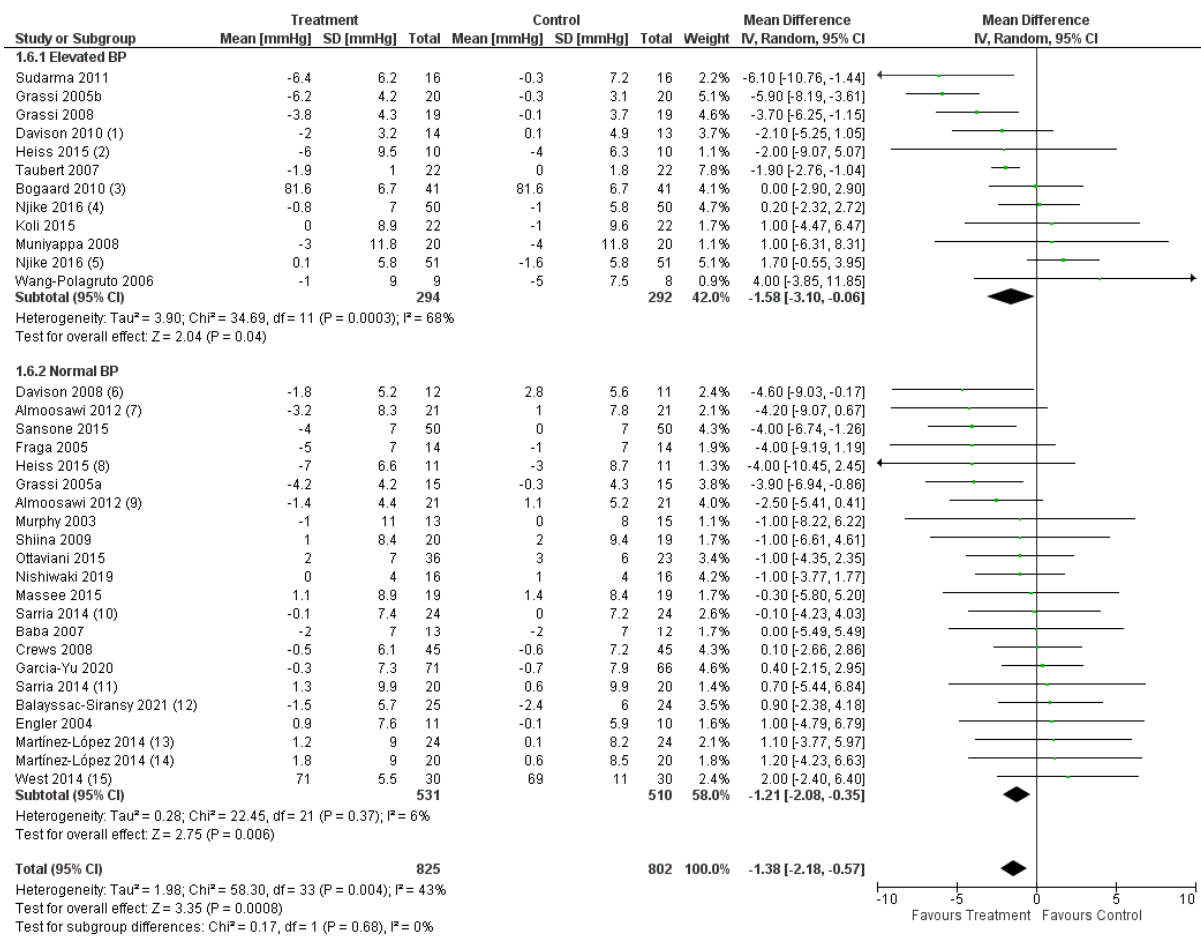 Treatment Control Mean Difference Mean Difference
Study or Subgroup Mean [mmHg] SD [mmHg] Total Mean [mmHg] SD [mmHg] Total Weight IV, Random, 95% CI IV, Random, 95% CI
1.6.1 Elevated BP
Sudarma 2011 -6.4 6.2 16 -0.3 7.2 16 2.2% -6.10 [-10.76, -1.44]
Grassi 2005b -6.2 4.2 20 -0.3 3.1 20 5.1% -5.90 [-8.19, -3.61]
Grassi 2008 -3.8 4.3 19 -0.1 3.7 19 4.6% -3.70 [-6.25, -1.15]
Davison 2010 (1) -2 3.2 14 0.1 4.9 13 3.7% -2.10 [-5.25, 1.05]
Heiss 2015 (2) -6 9.5 10 -4 6.3 10 1.1% -2.00 [-9.07, 5.07]
Taubert 2007 -1.9 1 22 0 1.8 22 7.8% -1.90 [-2.76, -1.04]
Bogaard 2010 (3) 81.6 6.7 41 81.6 6.7 41 4.0% 0.00 [-2.90, 2.90]
Njike 2016 (4) -0.8 7 50 -1 5.8 50 4.7% 0.20 [-2.32, 2.72]
Koli 2015 0 8.9 22 -1 9.6 22 1.8% 1.00 [-4.47, 6.47]
Muniyappa 2008 -3 11.8 20 -4 11.8 20 1.1% 1.00 [-6.31, 8.31]
Njike 2016 (5) 0.1 5.8 51 -1.6 5.8 51 5.1% 1.70 [-0.55, 3.95]
Wang-Polagruto 2006 -1 9 9 -5 7.5 8 0.9% 4.00 [-3.85, 11.85]
Subtotal (95% CI) 294 292 42.0% -1.58 [-3.10, -0.06]
Heterogeneity: Tau² = 3.90; Chi² = 34.69, df = 11 (P = 0.0003); I² = 68%
Test for overall effect: Z = 2.04 (P = 0.04)
1.6.2 Normal BP
Davison 2008 (6) -1.8 5.2 12 2.8 5.6 11 2.4% -4.60 [-9.03, -0.17]
Almoosawi 2012 (7) -3.2 8.3 21 1 7.8 21 2.1% -4.20 [-9.07, 0.67]
Sansone 2015 -4 7 50 0 7 50 4.3% -4.00 [-6.74, -1.26]
Fraga 2005 -5 7 14 -1 7 14 1.9% -4.00 [-9.19, 1.19]
Heiss 2015 (8) -7 6.6 11 -3 8.7 11 1.3% -4.00 [-10.45, 2.45]
Grassi 2005a -4.2 4.2 15 -0.3 4.3 15 3.8% -3.90 [-6.94, -0.86]
Almoosawi 2012 (9) -1.4 4.4 21 1.1 5.2 21 4.0% -2.50 [-5.41, 0.41]
Murphy 2003 -1 11 13 0 8 15 1.1% -1.00 [-8.22, 6.22]
Shiina 2009 1 8.4 20 2 9.4 19 1.7% -1.00 [-6.61, 4.61]
Ottaviani 2015 2 7 36 3 6 23 3.4% -1.00 [-4.35, 2.35]
Nishiwaki 2019 0 4 16 1 4 16 4.2% -1.00 [-3.77, 1.77]
Massee 2015 1.1 8.9 19 1.4 8.4 19 1.7% -0.30 [-5.80, 5.20]
Sarria 2014 (10) -0.1 7.4 24 0 7.2 24 2.6% -0.10 [-4.23, 4.03]
Baba 2007 -2 7 13 -2 7 12 1.7% 0.00 [-5.49, 5.49]
Crews 2008 -0.5 6.1 45 -0.6 7.2 45 4.2% 0.10 [-2.66, 2.86]
Garcia-Yu 2020 -0.3 7.3 71 -0.7 7.9 66 4.6% 0.40 [-2.15, 2.95]
Sarria 2014 (11) 1.3 9.9 20 0.6 9.9 20 1.5% 0.70 [-5.44, 6.84]
Balayssac-Siransy 2021 (12) -1.5 5.7 25 -2.4 6 24 3.5% 0.90 [-2.38, 4.18]
Engler 2004 0.9 7.6 11 -0.1 5.9 10 1.6% 1.00 [-4.79, 6.79]
Martínez-López 2014 (13) 1.2 9 24 0.1 8.2 24 2.1% 1.10 [-3.77, 5.97]
Martínez-López 2014 (14) 1.8 9 20 0.6 8.5 20 1.8% 1.20 [-4.23, 6.63]
West 2014 (15) 71 5.5 30 69 11 30 2.4% 2.00 [-2.40, 6.40]
Subtotal (95% CI) 531 510 58.0% -1.21 [-2.08, -0.35]
Heterogeneity: Tau² = 0.28; Chi² = 22.45, df = 21 (P = 0.37); I² = 6%
Test for overall effect: Z = 2.75 (P = 0.006)
Total (95% CI) 825 802 100.0% -1.38 [-2.18, -0.57]
Heterogeneity: Tau² = 1.98; Chi² = 58.30, df = 33 (P = 0.004); I² = 43%
Test for overall effect: Z = 3.35 (P = 0.0008)
Test for subgroup differences: Chi² = 0.17, df = 1 (P = 0.68), I² = 0%
-10 -5 0 5 10
Favours Treatment Favours Control